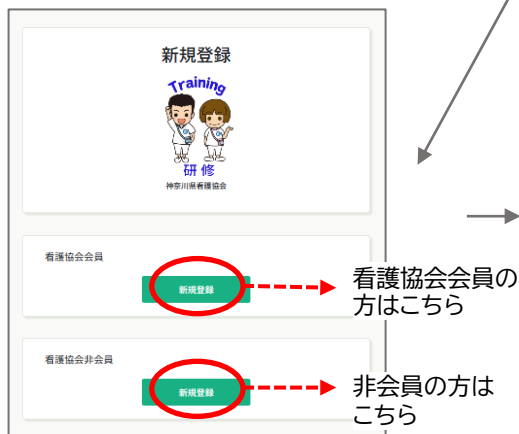 新規登録
Training
研修
神奈川県看護協会
看護協会会員
新規登録
看護協会会員の
方はこちら
看護協会非会員
新規登録
非会員の方は
こちら